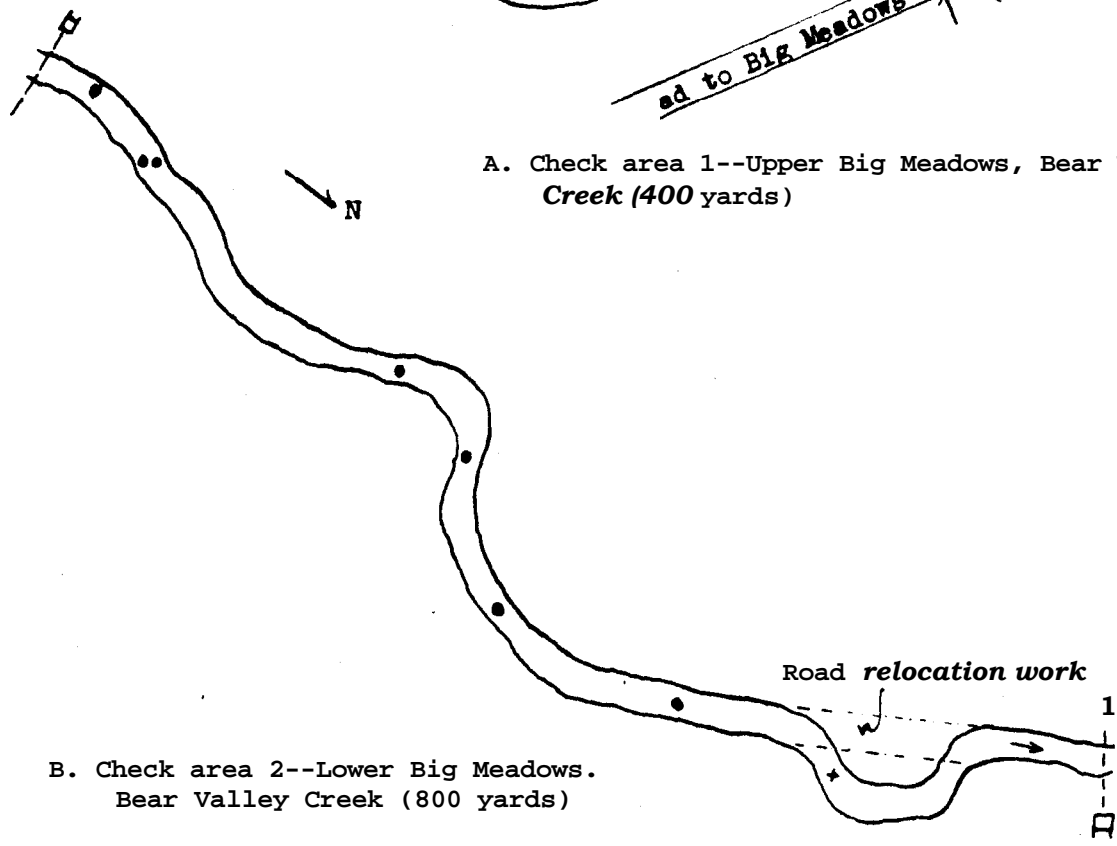 ad to Big Meadows
A. Check area 1--Upper Big Meadows, Bear
Creek (400 yards)
N
Road relocation work
1
B. Check area 2--Lower Big Meadows.
Bear Valley Creek (800 yards)